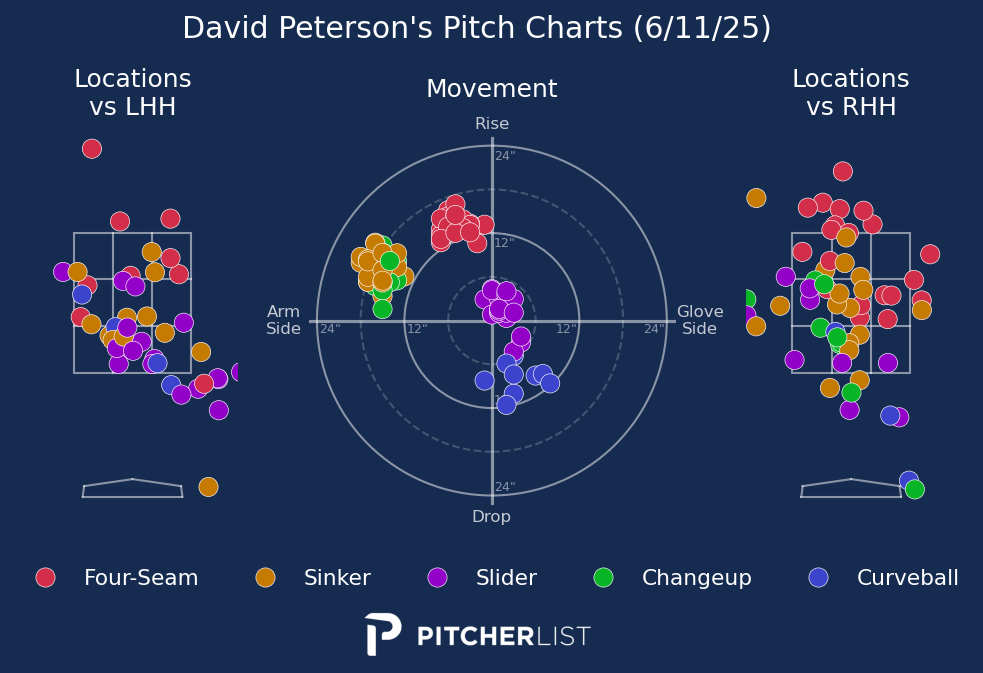 David Peterson's Pitch Charts (6/11/25)
Locations
vs LHH
Movement
Locations
vs RHH
Rise
24"
12"
Arm
Side
24"
12"
12"
24"
Glove
Side
24"
Drop
Four-Seam
Sinker
Slider
Changeup
Curveball
PITCHERLIST